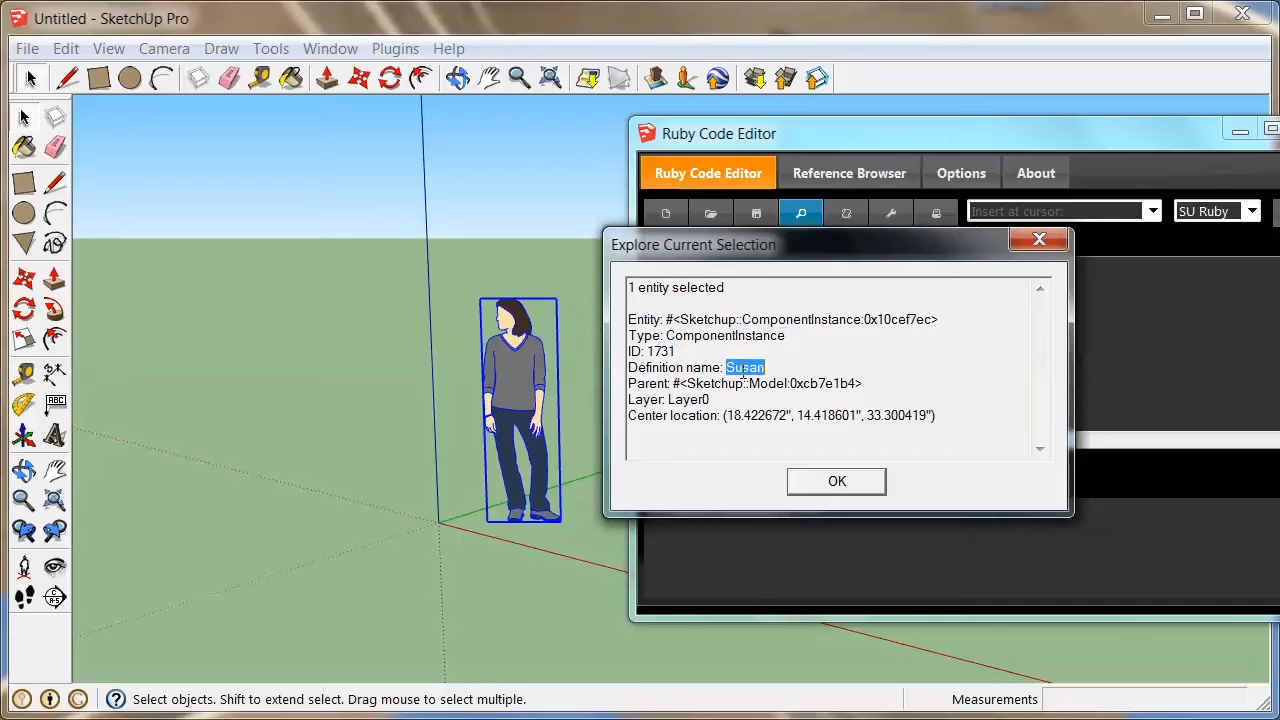 Untitled - SketchUp Pro
File Edit View Camera Draw Tools Window Plugins Help
Ruby Code Editor
Ruby Code Editor Reference Browser Options About
Insert at cursor: SU Ruby
Explore Current Selection
1 entity selected
Entity: #<Sketchup::ComponentInstance:0x10cef7ec>
Type: ComponentInstance
ID: 1731
Definition name: Susan
Parent: #<Sketchup::Model:0xcb7e1b4>
Layer: Layer0
Center location: (18.422672", 14.418601", 33.300419")
OK
ABC
Select objects. Shift to extend select. Drag mouse to select multiple. Measurements